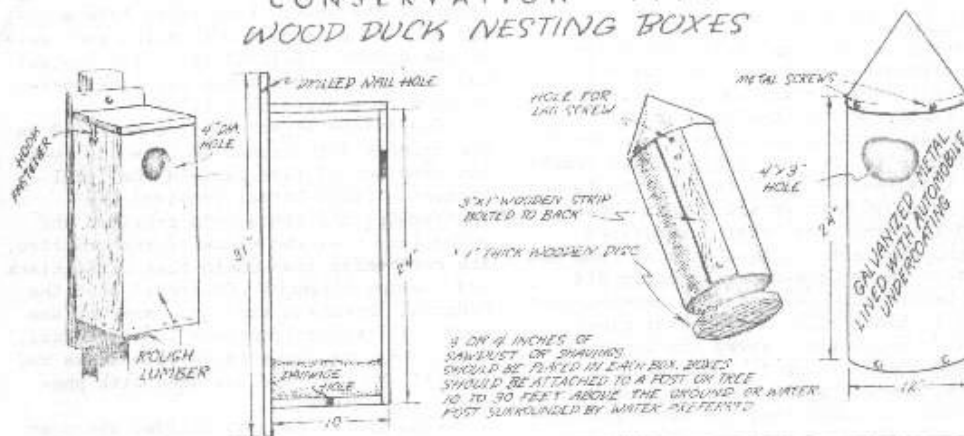 CONSERVATION
WOOD DUCK NESTING BOXES
DRILLED NAIL HOLE
HOOK
FASTENER
4" DIA.
HOLE
24"
ROUGH
LUMBER
DRAINAGE
HOLE
10
HOLE FOR
LAG SCREW
3"X1" WOODEN STRIP
BOLTED TO BACK
1" THICK WOODEN DISC
METAL SCREWS
4"X3"
HOLE
24"
GALVANIZED METAL
LINED WITH AUTOMOBILE
UNDERCOATING
3 OR 4 INCHES OF
SAWDUST OR SHAVINGS
SHOULD BE PLACED IN EACH BOX. BOXES
SHOULD BE ATTACHED TO A POST OR TREE
10 TO 30 FEET ABOVE THE GROUND OR WATER.
POST SURROUNDED BY WATER PREFERRED